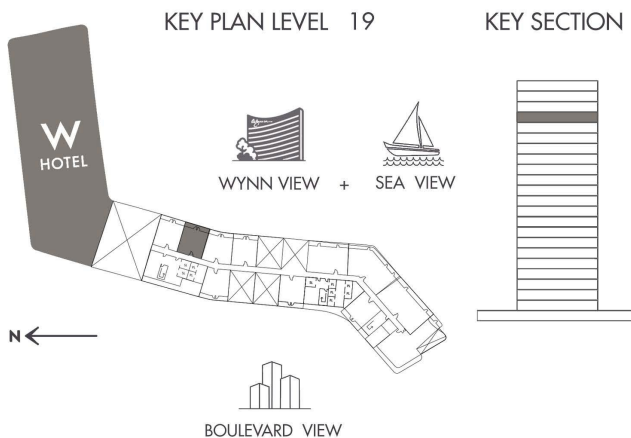 KEY PLAN LEVEL 19
KEY SECTION
W
HOTEL
WYNN VIEW + SEA VIEW
N
BOULEVARD VIEW